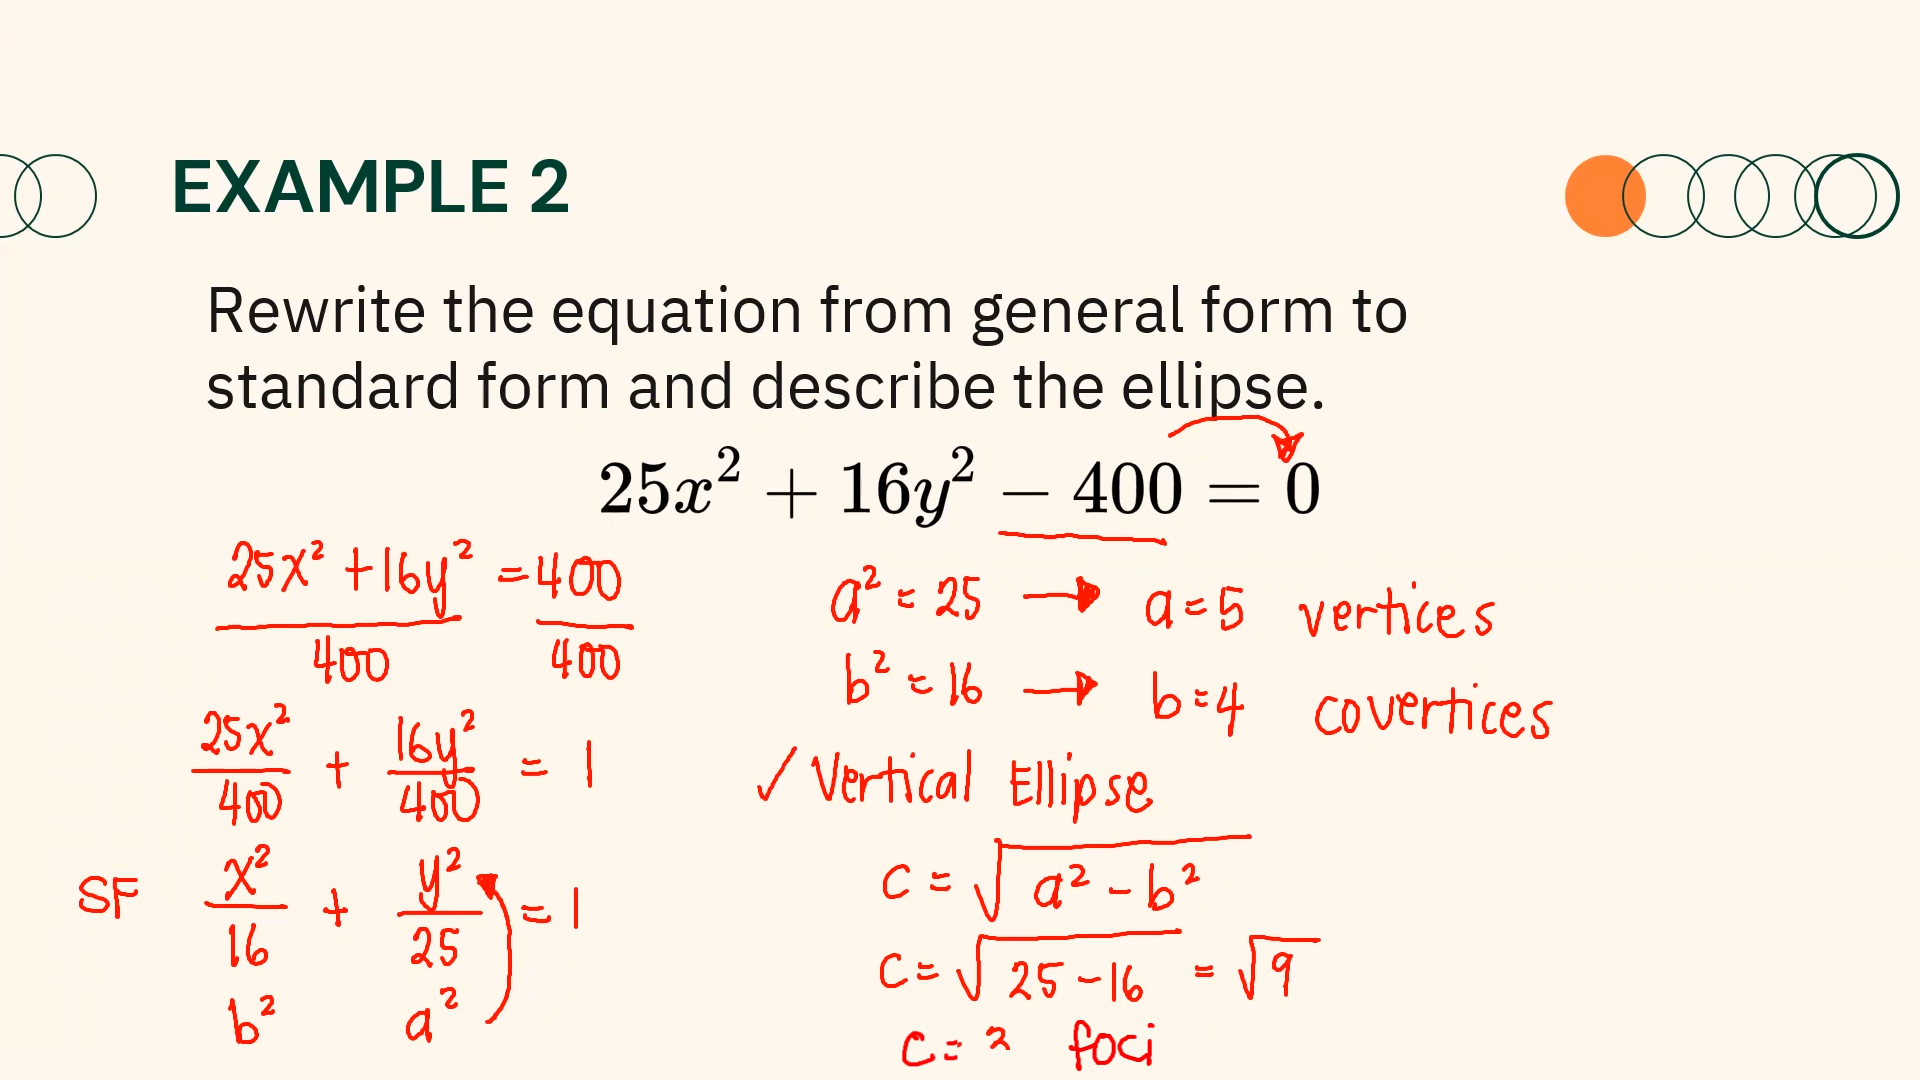 EXAMPLE 2
Rewrite the equation from general form to
standard form and describe the ellipse.
25x² + 16y² − 400 = 0
25x² + 16y² = 400
400 400
25x² + 16y² = 1
400 400
SF x² + y² = 1
16 25
b² a²
a² = 25 → a = 5 vertices
b² = 16 → b = 4 covertices
✓ Vertical Ellipse
c = √(a² − b²)
c = √(25 − 16) = √9
c = foci